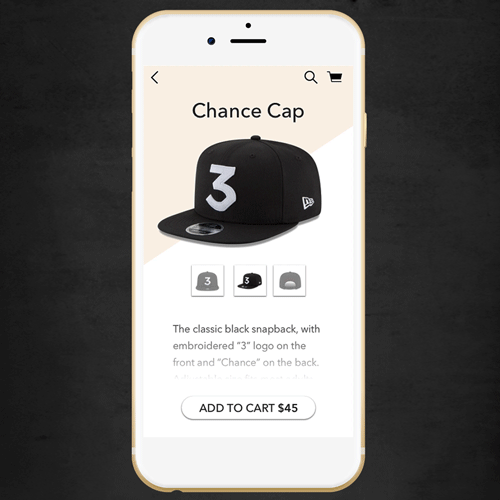 Chance Cap
3
3
3
The classic black snapback, with
embroidered "3" logo on the
front and "Chance" on the back.
ADD TO CART $45